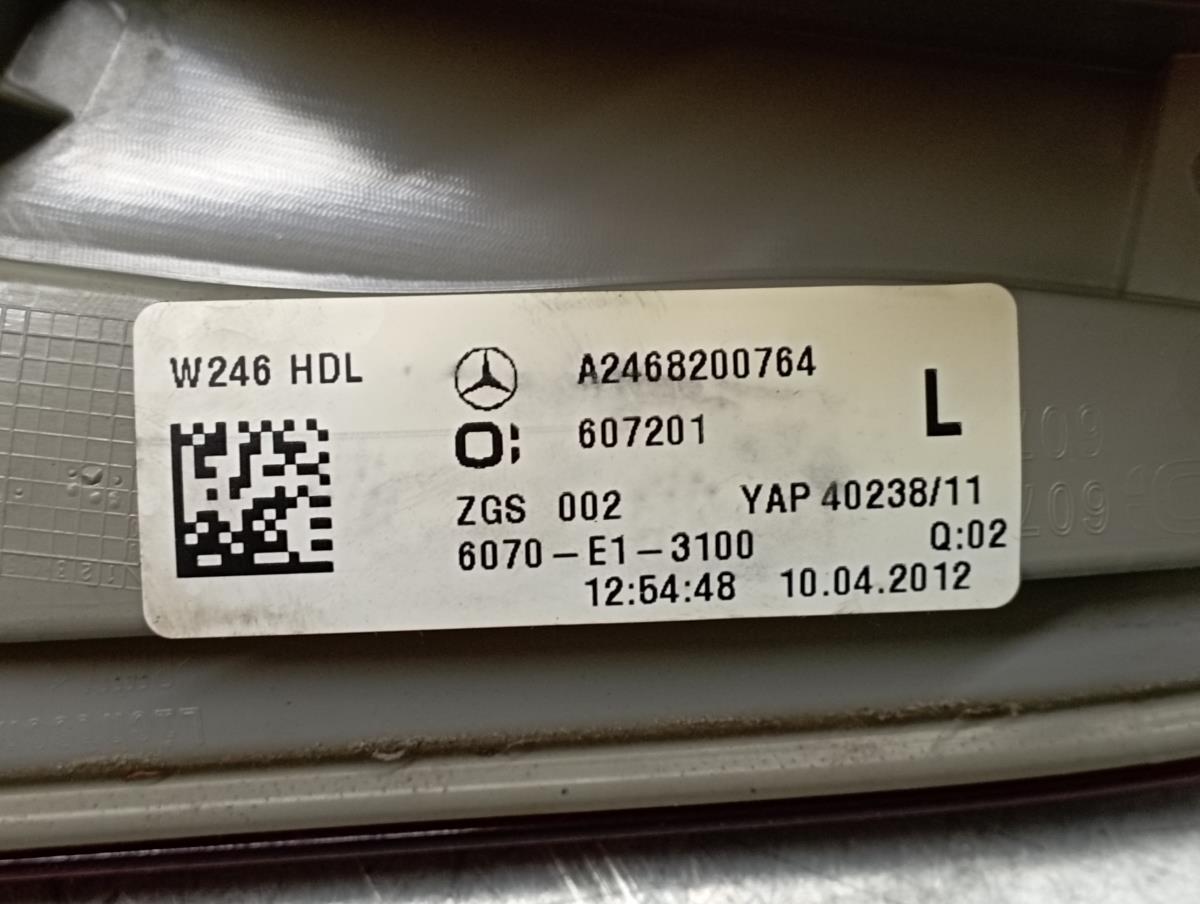 W246 HDL
A2468200764
607201
L
ZGS 002
YAP 40238/11
6070-E1-3100
Q:02
12:54:48 10.04.2012